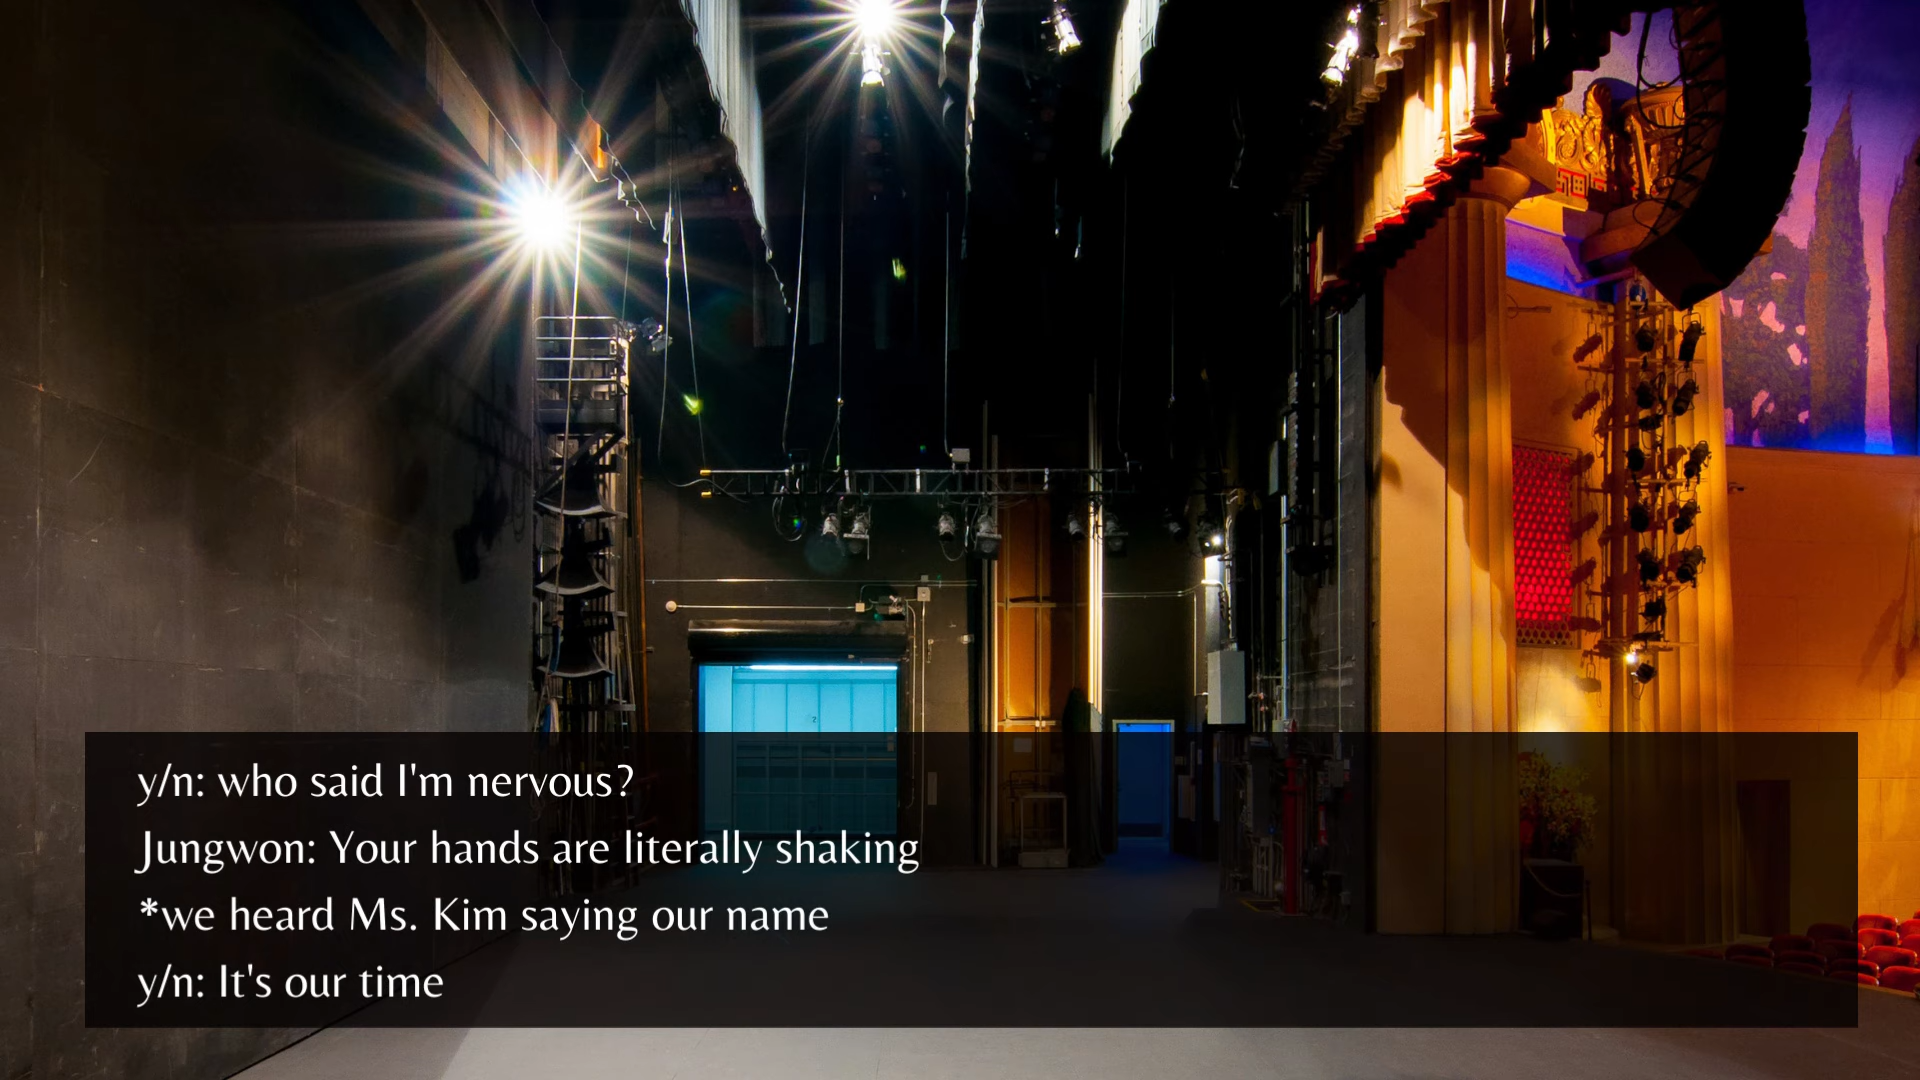 y/n: who said I'm nervous?
Jungwon: Your hands are literally shaking
*we heard Ms. Kim saying our name
y/n: It's our time